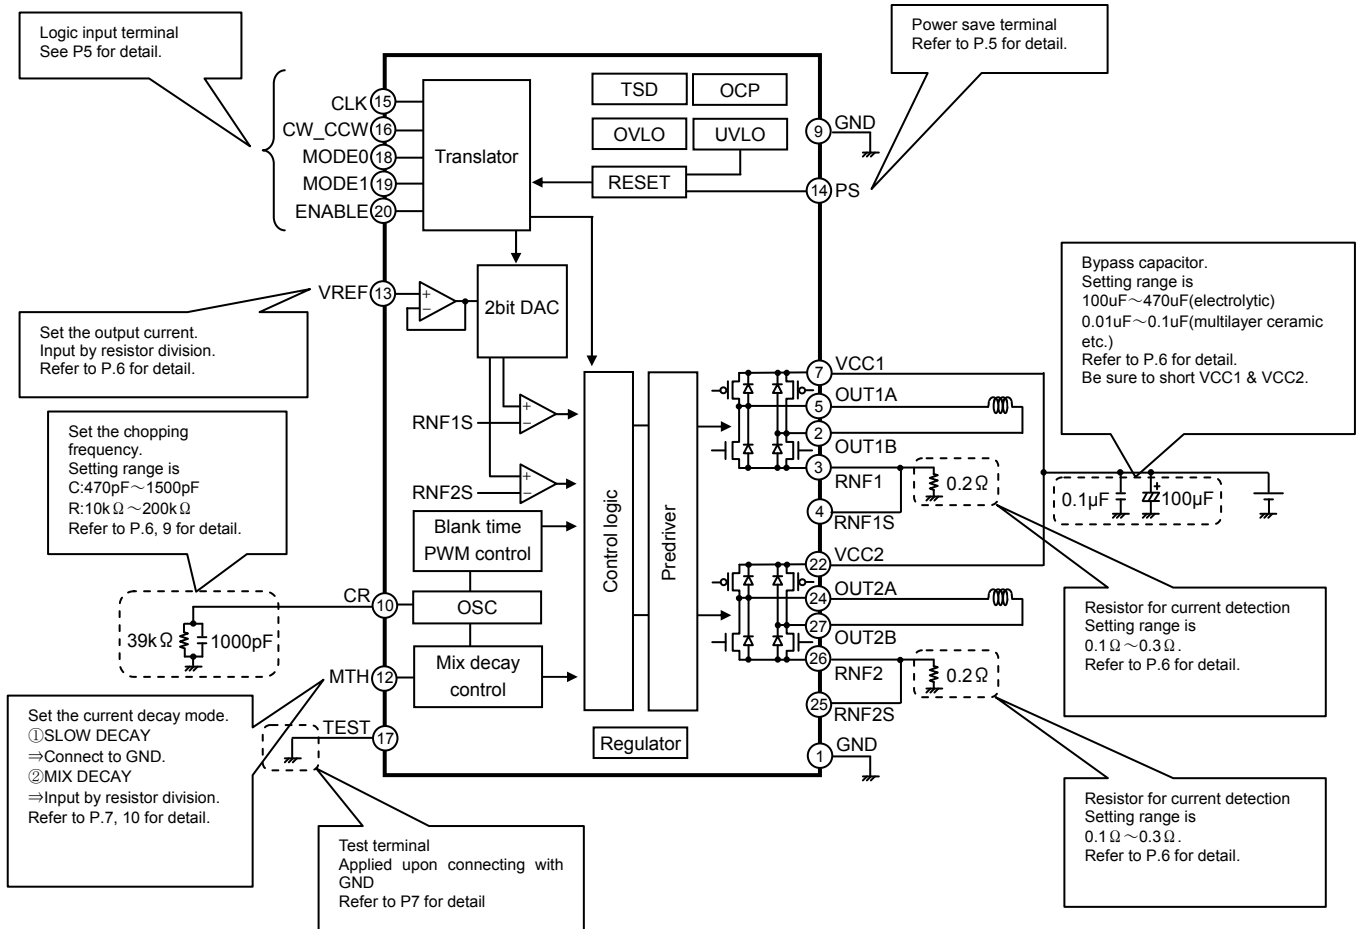 Logic input terminal
See P5 for detail.
Power save terminal
Refer to P.5 for detail.
CLK 15
CW_CCW 16
MODE0 18
MODE1 19
ENABLE 20
Translator
TSD
OCP
OVLO
UVLO
RESET
9 GND
14 PS
VREF 13
+
−
2bit DAC
Set the output current.
Input by resistor division.
Refer to P.6 for detail.
Bypass capacitor.
Setting range is
100uF～470uF(electrolytic)
0.01uF～0.1uF(multilayer ceramic
etc.)
Refer to P.6 for detail.
Be sure to short VCC1 & VCC2.
Set the chopping
frequency.
Setting range is
C:470pF～1500pF
R:10kΩ～200kΩ
Refer to P.6, 9 for detail.
RNF1S
+
−
RNF2S
+
−
Blank time
PWM control
OSC
Mix decay
control
Control logic
Predriver
Regulator
7 VCC1
5 OUT1A
2 OUT1B
3 RNF1
4 RNF1S
0.2Ω
22 VCC2
24 OUT2A
27 OUT2B
26 RNF2
25 RNF2S
0.2Ω
1 GND
0.1µF
+
100µF
CR 10
39kΩ
1000pF
MTH 12
TEST 17
Set the current decay mode.
①SLOW DECAY
⇒Connect to GND.
②MIX DECAY
⇒Input by resistor division.
Refer to P.7, 10 for detail.
Test terminal
Applied upon connecting with
GND
Refer to P7 for detail
Resistor for current detection
Setting range is
0.1Ω～0.3Ω.
Refer to P.6 for detail.
Resistor for current detection
Setting range is
0.1Ω～0.3Ω.
Refer to P.6 for detail.